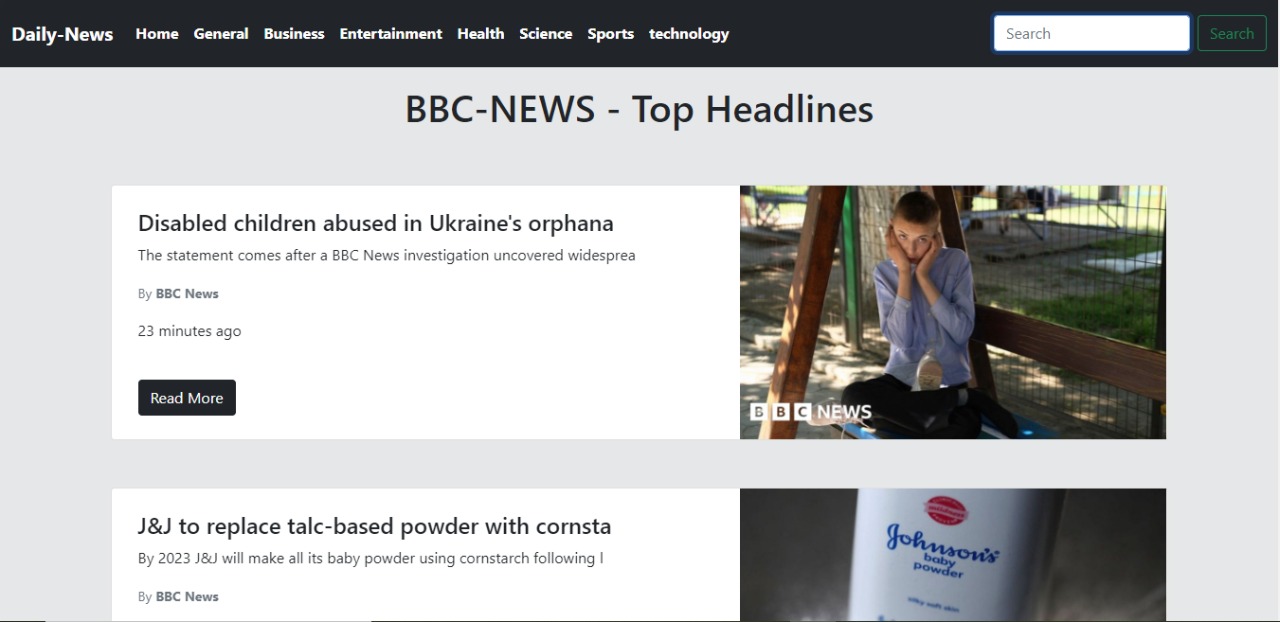 Daily-News Home General Business Entertainment Health Science Sports technology Search Search
BBC-NEWS - Top Headlines
Disabled children abused in Ukraine's orphana
The statement comes after a BBC News investigation uncovered widesprea
By BBC News
23 minutes ago
Read More
BBC NEWS
J&J to replace talc-based powder with cornsta
By 2023 J&J will make all its baby powder using cornstarch following l
By BBC News
Johnson's
baby
powder
silky soft skin